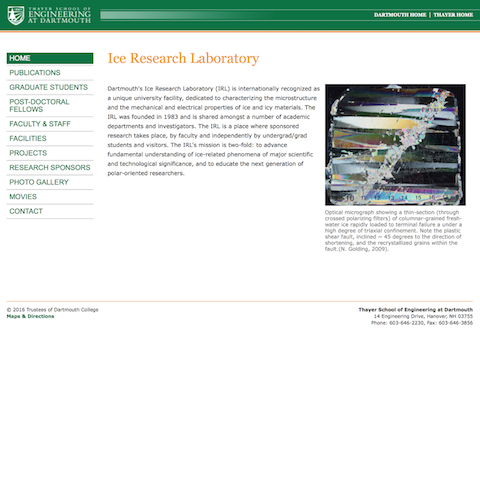 THAYER SCHOOL OF
ENGINEERING
AT DARTMOUTH
DARTMOUTH HOME | THAYER HOME
HOME
PUBLICATIONS
GRADUATE STUDENTS
POST-DOCTORAL
FELLOWS
FACULTY & STAFF
FACILITIES
PROJECTS
RESEARCH SPONSORS
PHOTO GALLERY
MOVIES
CONTACT
Ice Research Laboratory
Dartmouth's Ice Research Laboratory (IRL) is internationally recognized as
a unique university facility, dedicated to characterizing the microstructure
and the mechanical and electrical properties of ice and icy materials. The
IRL was founded in 1983 and is shared amongst a number of academic
departments and investigators. The IRL is a place where sponsored
research takes place, by faculty and independently by undergrad/grad
students and visitors. The IRL's mission is two-fold: to advance
fundamental understanding of ice-related phenomena of major scientific
and technological significance, and to educate the next generation of
polar-oriented researchers.
Optical micrograph showing a thin-section (through
crossed polarizing filters) of columnar-grained fresh-
water ice rapidly loaded to terminal failure under a
high degree of triaxial confinement. Note the plastic
shear fault, inclined ~ 45 degrees to the direction of
shortening, and the recrystallized grains within the
fault (N. Golding, 2009).
© 2016 Trustees of Dartmouth College
Maps & Directions
Thayer School of Engineering at Dartmouth
14 Engineering Drive, Hanover, NH 03755
Phone: 603-646-2230, Fax: 603-646-3856